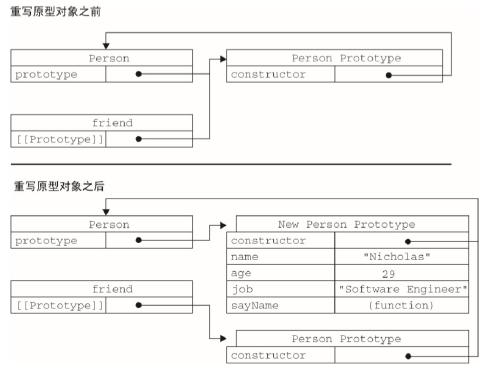 重写原型对象之前
Person
prototype
Person Prototype
constructor
friend
[[Prototype]]
重写原型对象之后
Person
prototype
New Person Prototype
constructor
name "Nicholas"
age 29
job "Software Engineer"
sayName (function)
friend
[[Prototype]]
Person Prototype
constructor